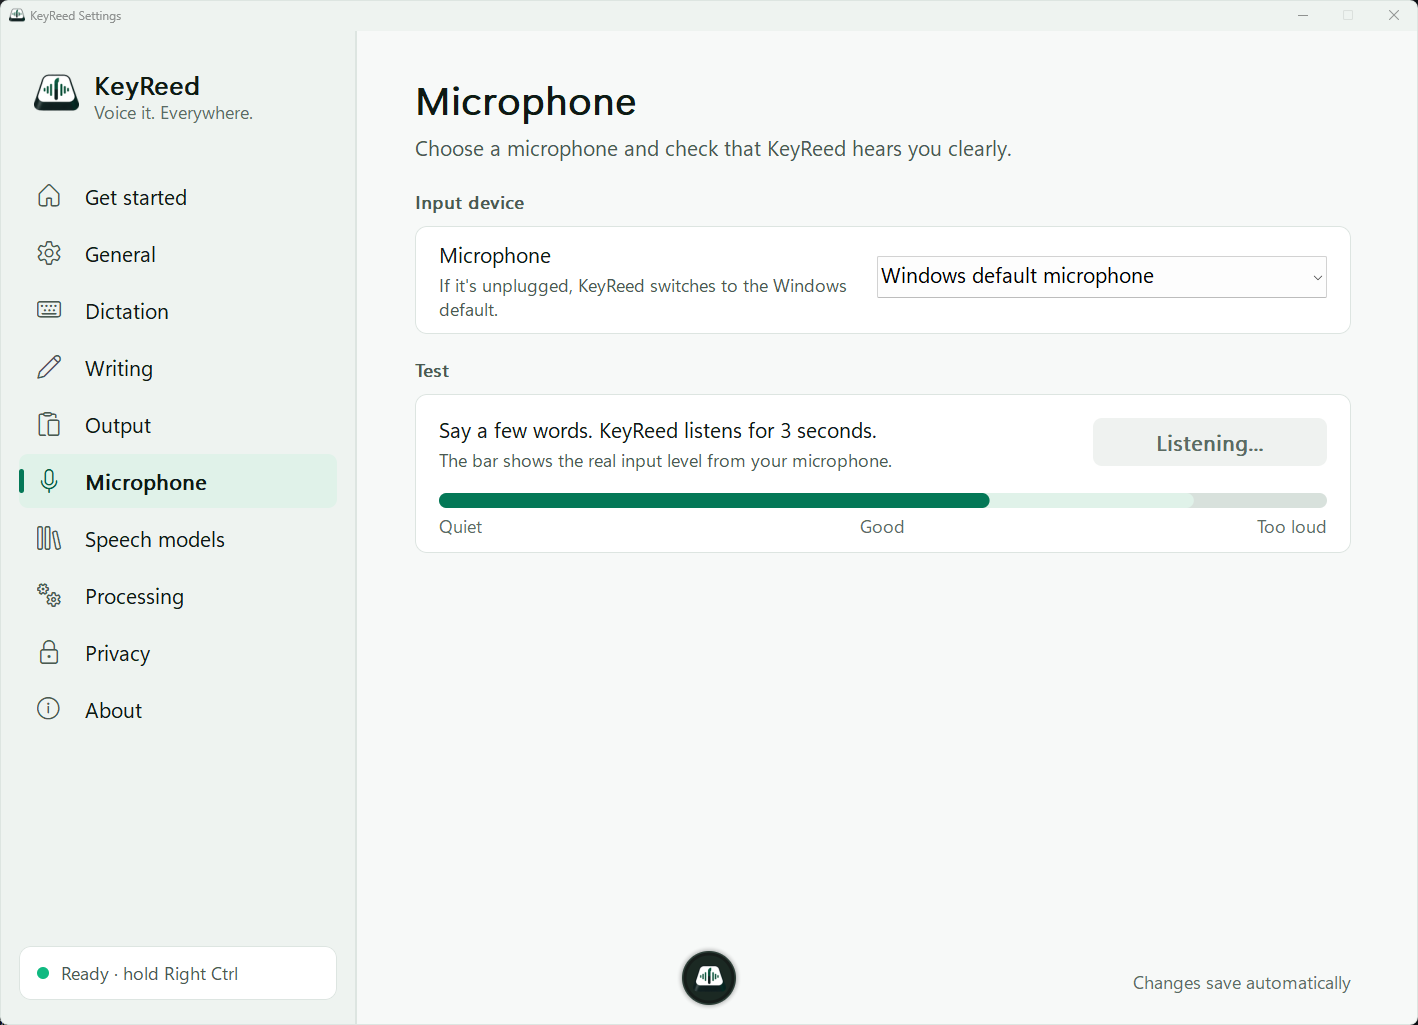 KeyReed Settings
KeyReed
Voice it. Everywhere.
Get started
General
Dictation
Writing
Output
Microphone
Speech models
Processing
Privacy
About
Ready · hold Right Ctrl
Microphone
Choose a microphone and check that KeyReed hears you clearly.
Input device
Microphone
If it's unplugged, KeyReed switches to the Windows
default.
Windows default microphone
Test
Say a few words. KeyReed listens for 3 seconds.
The bar shows the real input level from your microphone.
Listening...
Quiet
Good
Too loud
Changes save automatically